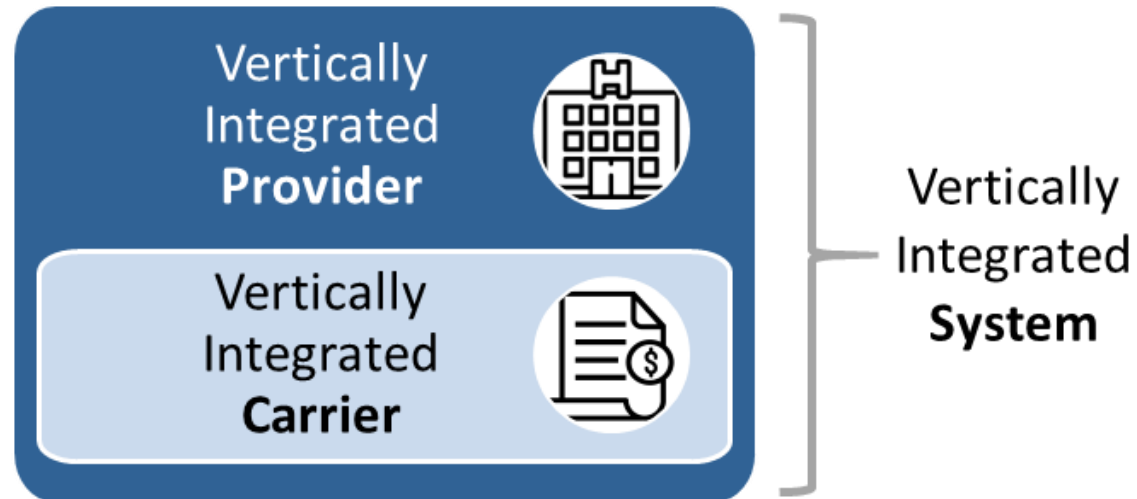 Vertically
Integrated
Provider
H
Vertically
Integrated
Carrier
$
Vertically
Integrated
System